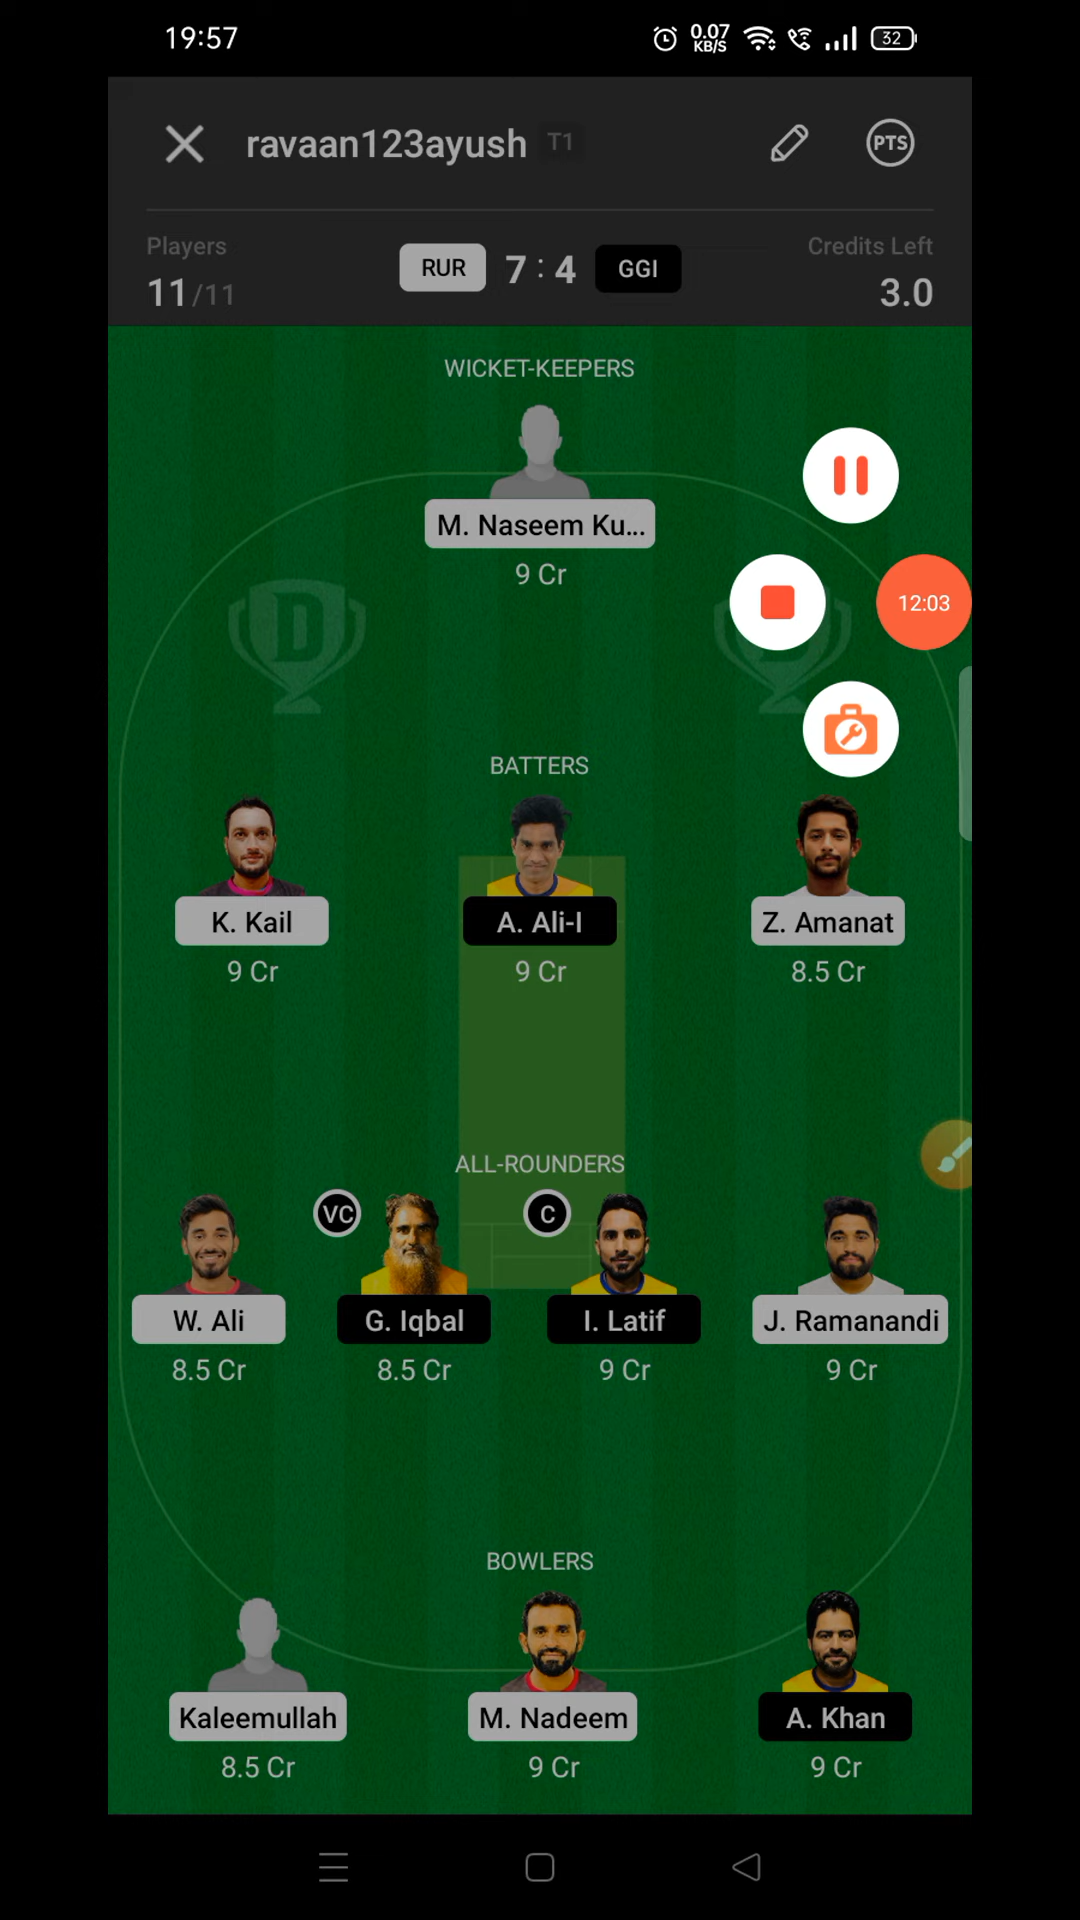 19:57
0.07
KB/S
32
ravaan123ayush T1
PTS
Players
Credits Left
RUR 7 : 4 GGI
11/11
3.0
WICKET-KEEPERS
M. Naseem Ku...
9 Cr
D
12:03
BATTERS
K. Kail A. Ali-I Z. Amanat
9 Cr 9 Cr 8.5 Cr
ALL-ROUNDERS
VC C
W. Ali G. Iqbal I. Latif J. Ramanandi
8.5 Cr 8.5 Cr 9 Cr 9 Cr
BOWLERS
Kaleemullah M. Nadeem A. Khan
8.5 Cr 9 Cr 9 Cr